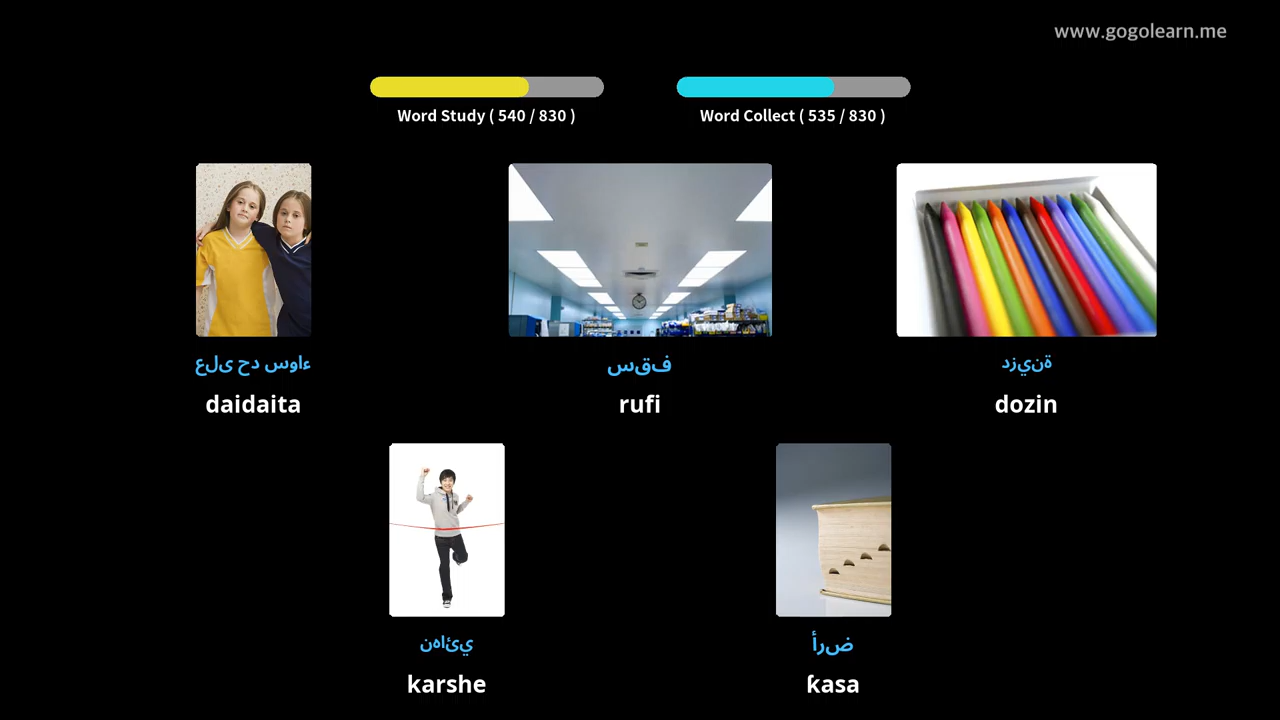 www.gogolearn.me
Word Study ( 540 / 830 )
Word Collect ( 535 / 830 )
على حد سواء
daidaita
سقف
rufi
دزينة
dozin
نهائي
karshe
أرض
ƙasa